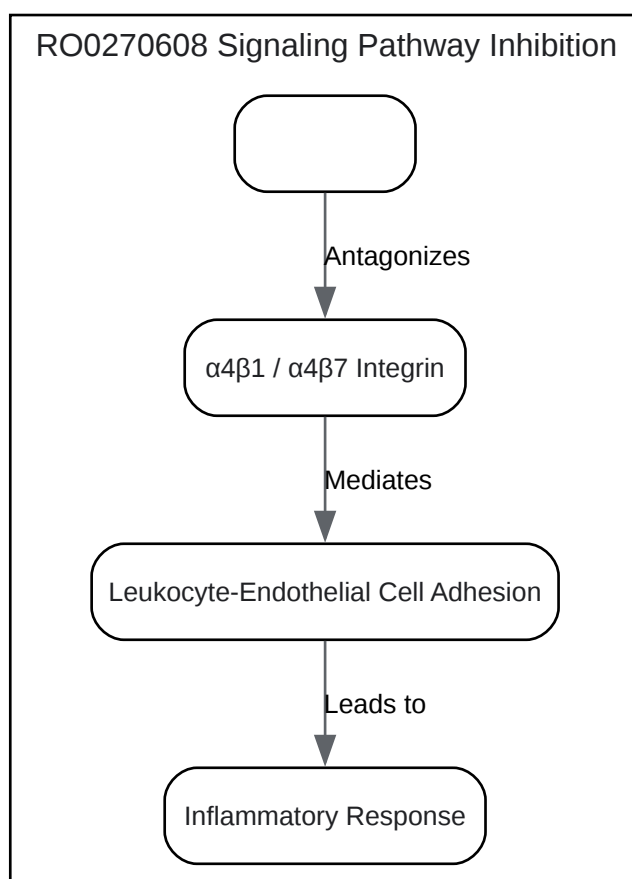 RO0270608 Signaling Pathway Inhibition
Antagonizes
α4β1 / α4β7 Integrin
Mediates
Leukocyte-Endothelial Cell Adhesion
Leads to
Inflammatory Response